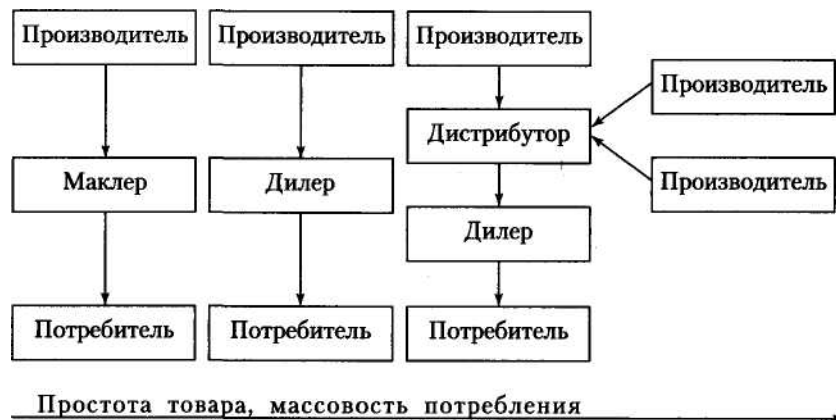 Производитель Производитель Производитель
Производитель
Дистрибутор
Маклер Дилер Производитель
Дилер
Потребитель Потребитель Потребитель
Простота товара, массовость потребления